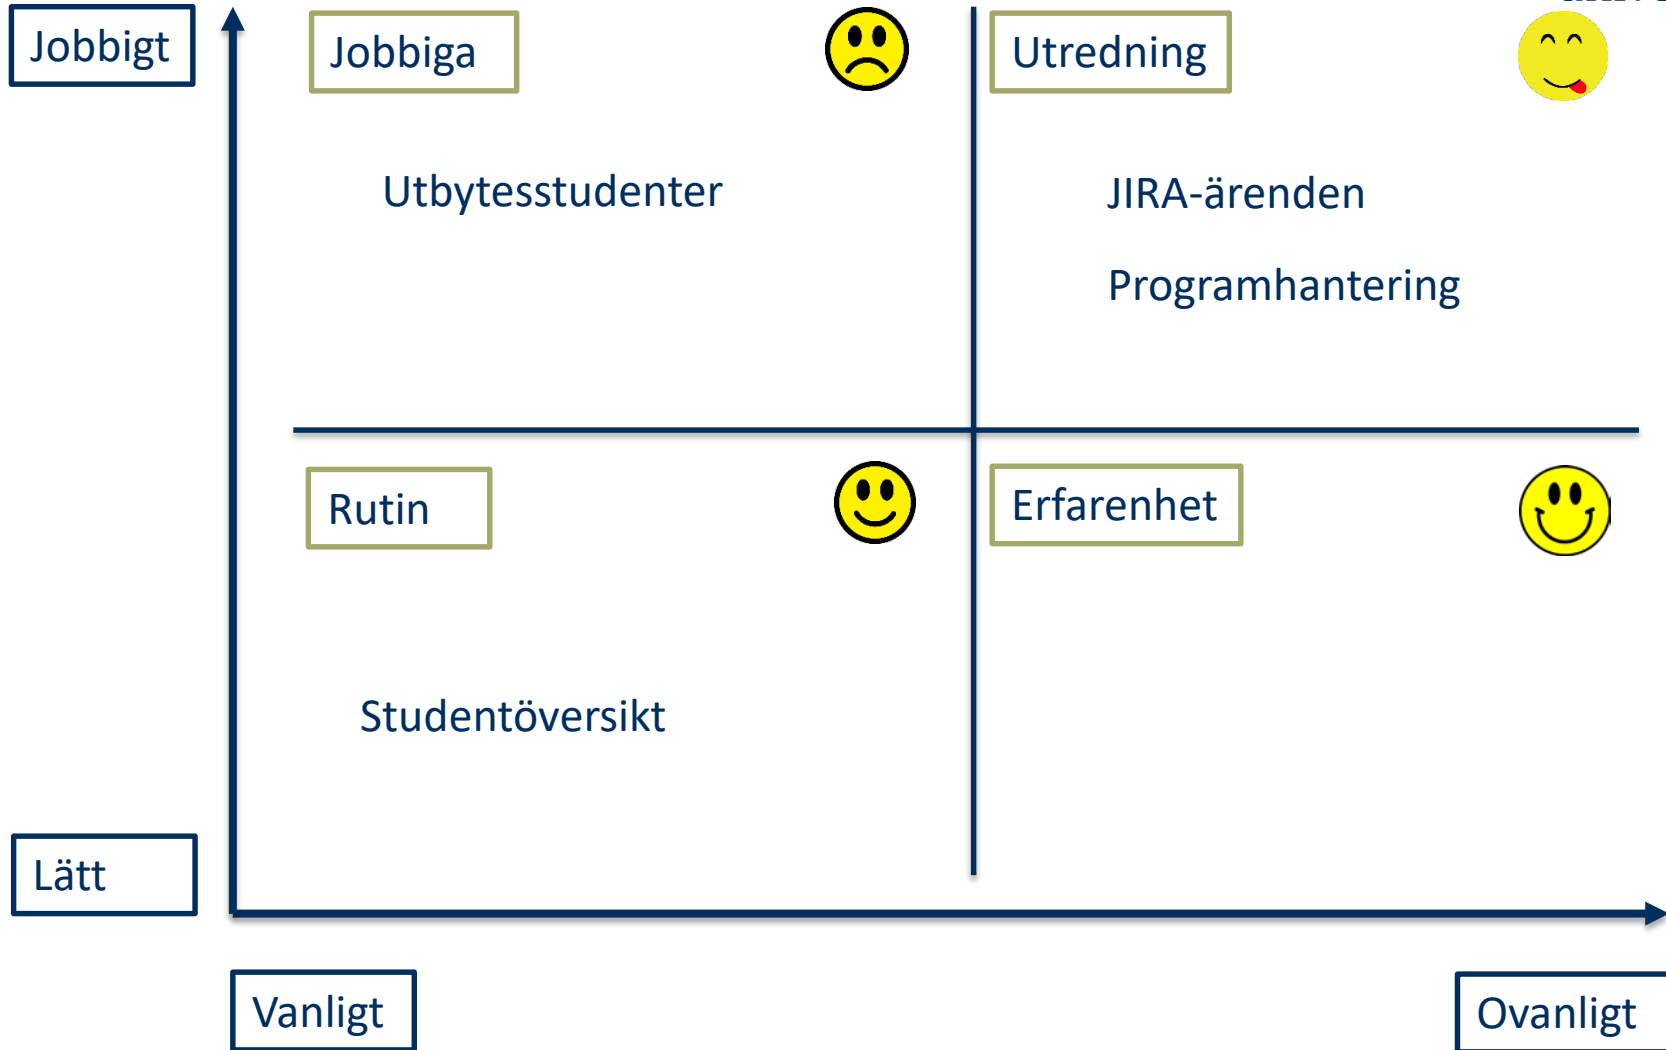 Jobbigt
Jobbiga
Utredning
Utbytesstudenter
JIRA-ärenden
Programhantering
Rutin
Erfarenhet
Studentöversikt
Lätt
Vanligt
Ovanligt